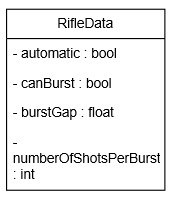 RifleData
- automatic : bool
- canBurst : bool
- burstGap : float
-
numberOfShotsPerBurst
: int